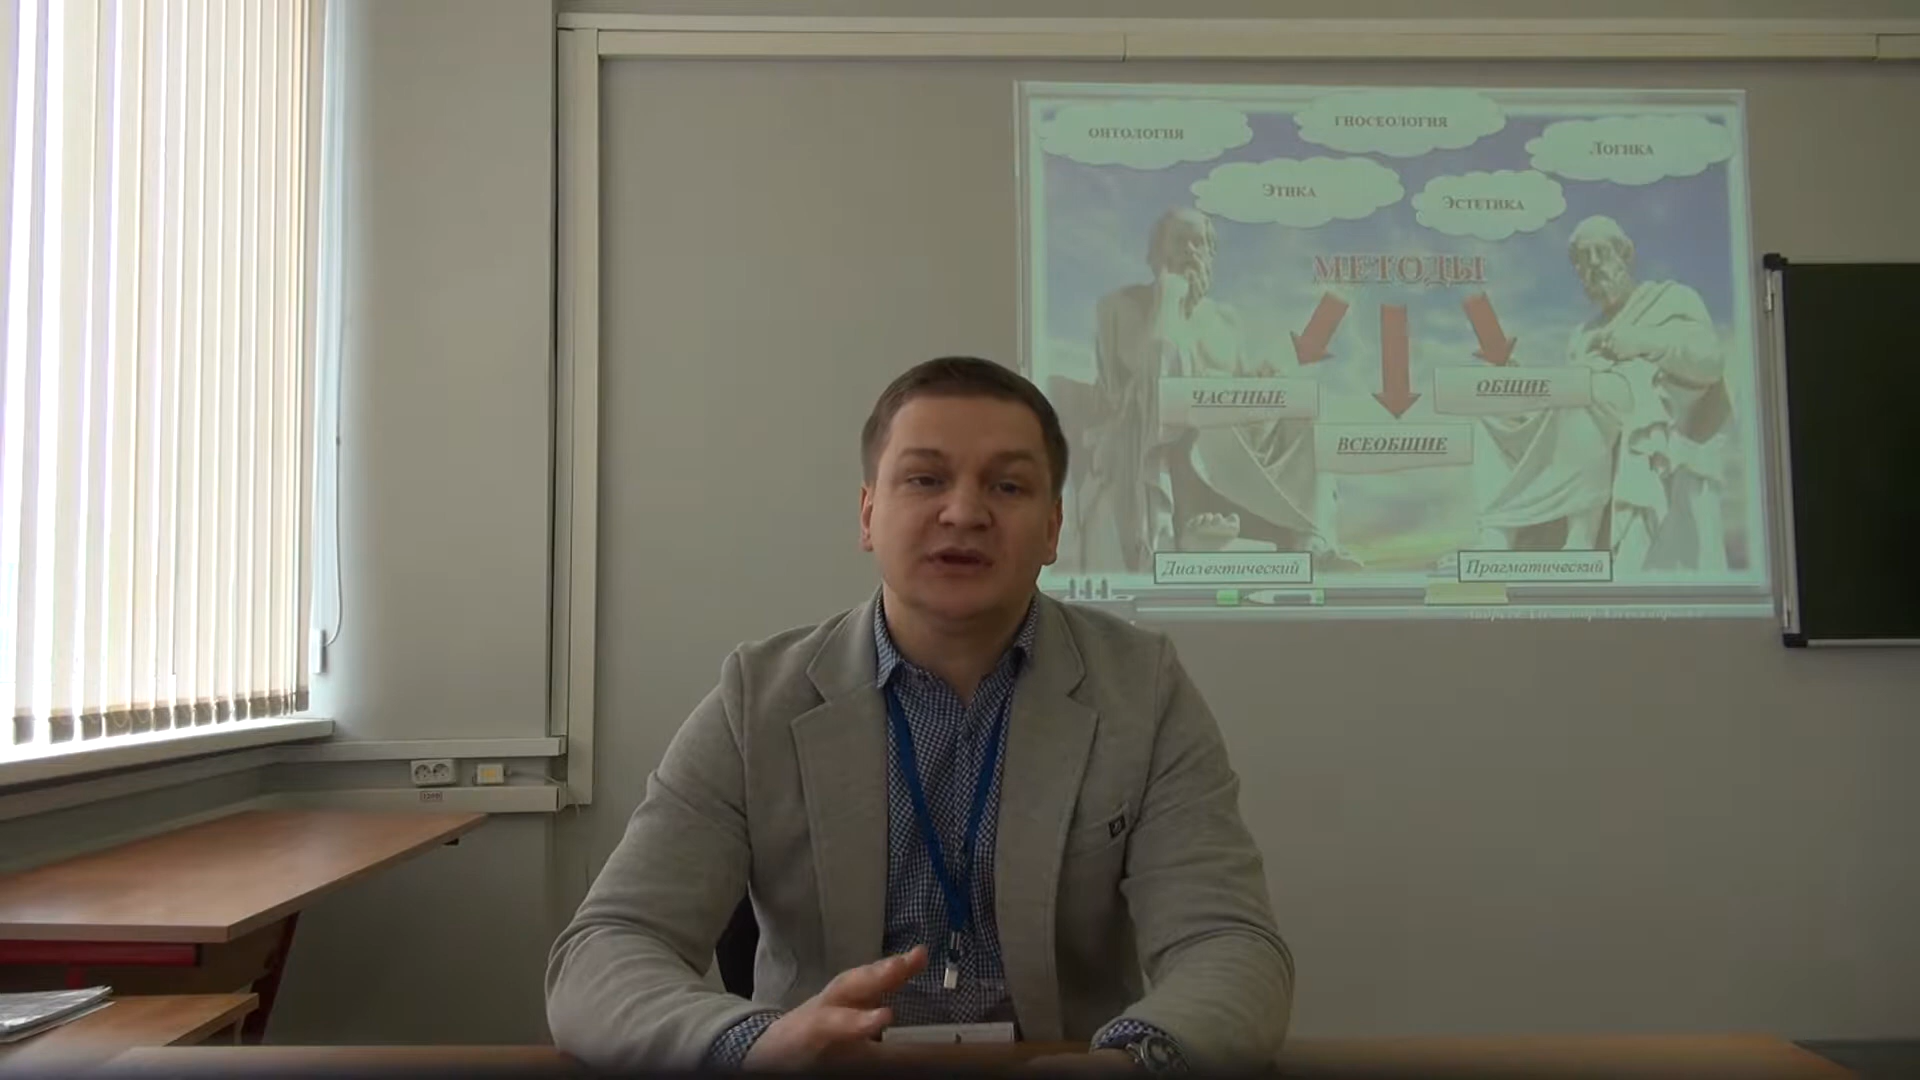 ОНТОЛОГИЯ
ГНОСЕОЛОГИЯ
ЛОГИКА
ЭТИКА
ЭСТЕТИКА
МЕТОДЫ
ЧАСТНЫЕ
ОБЩИЕ
ВСЕОБЩИЕ
Диалектический
Прагматический